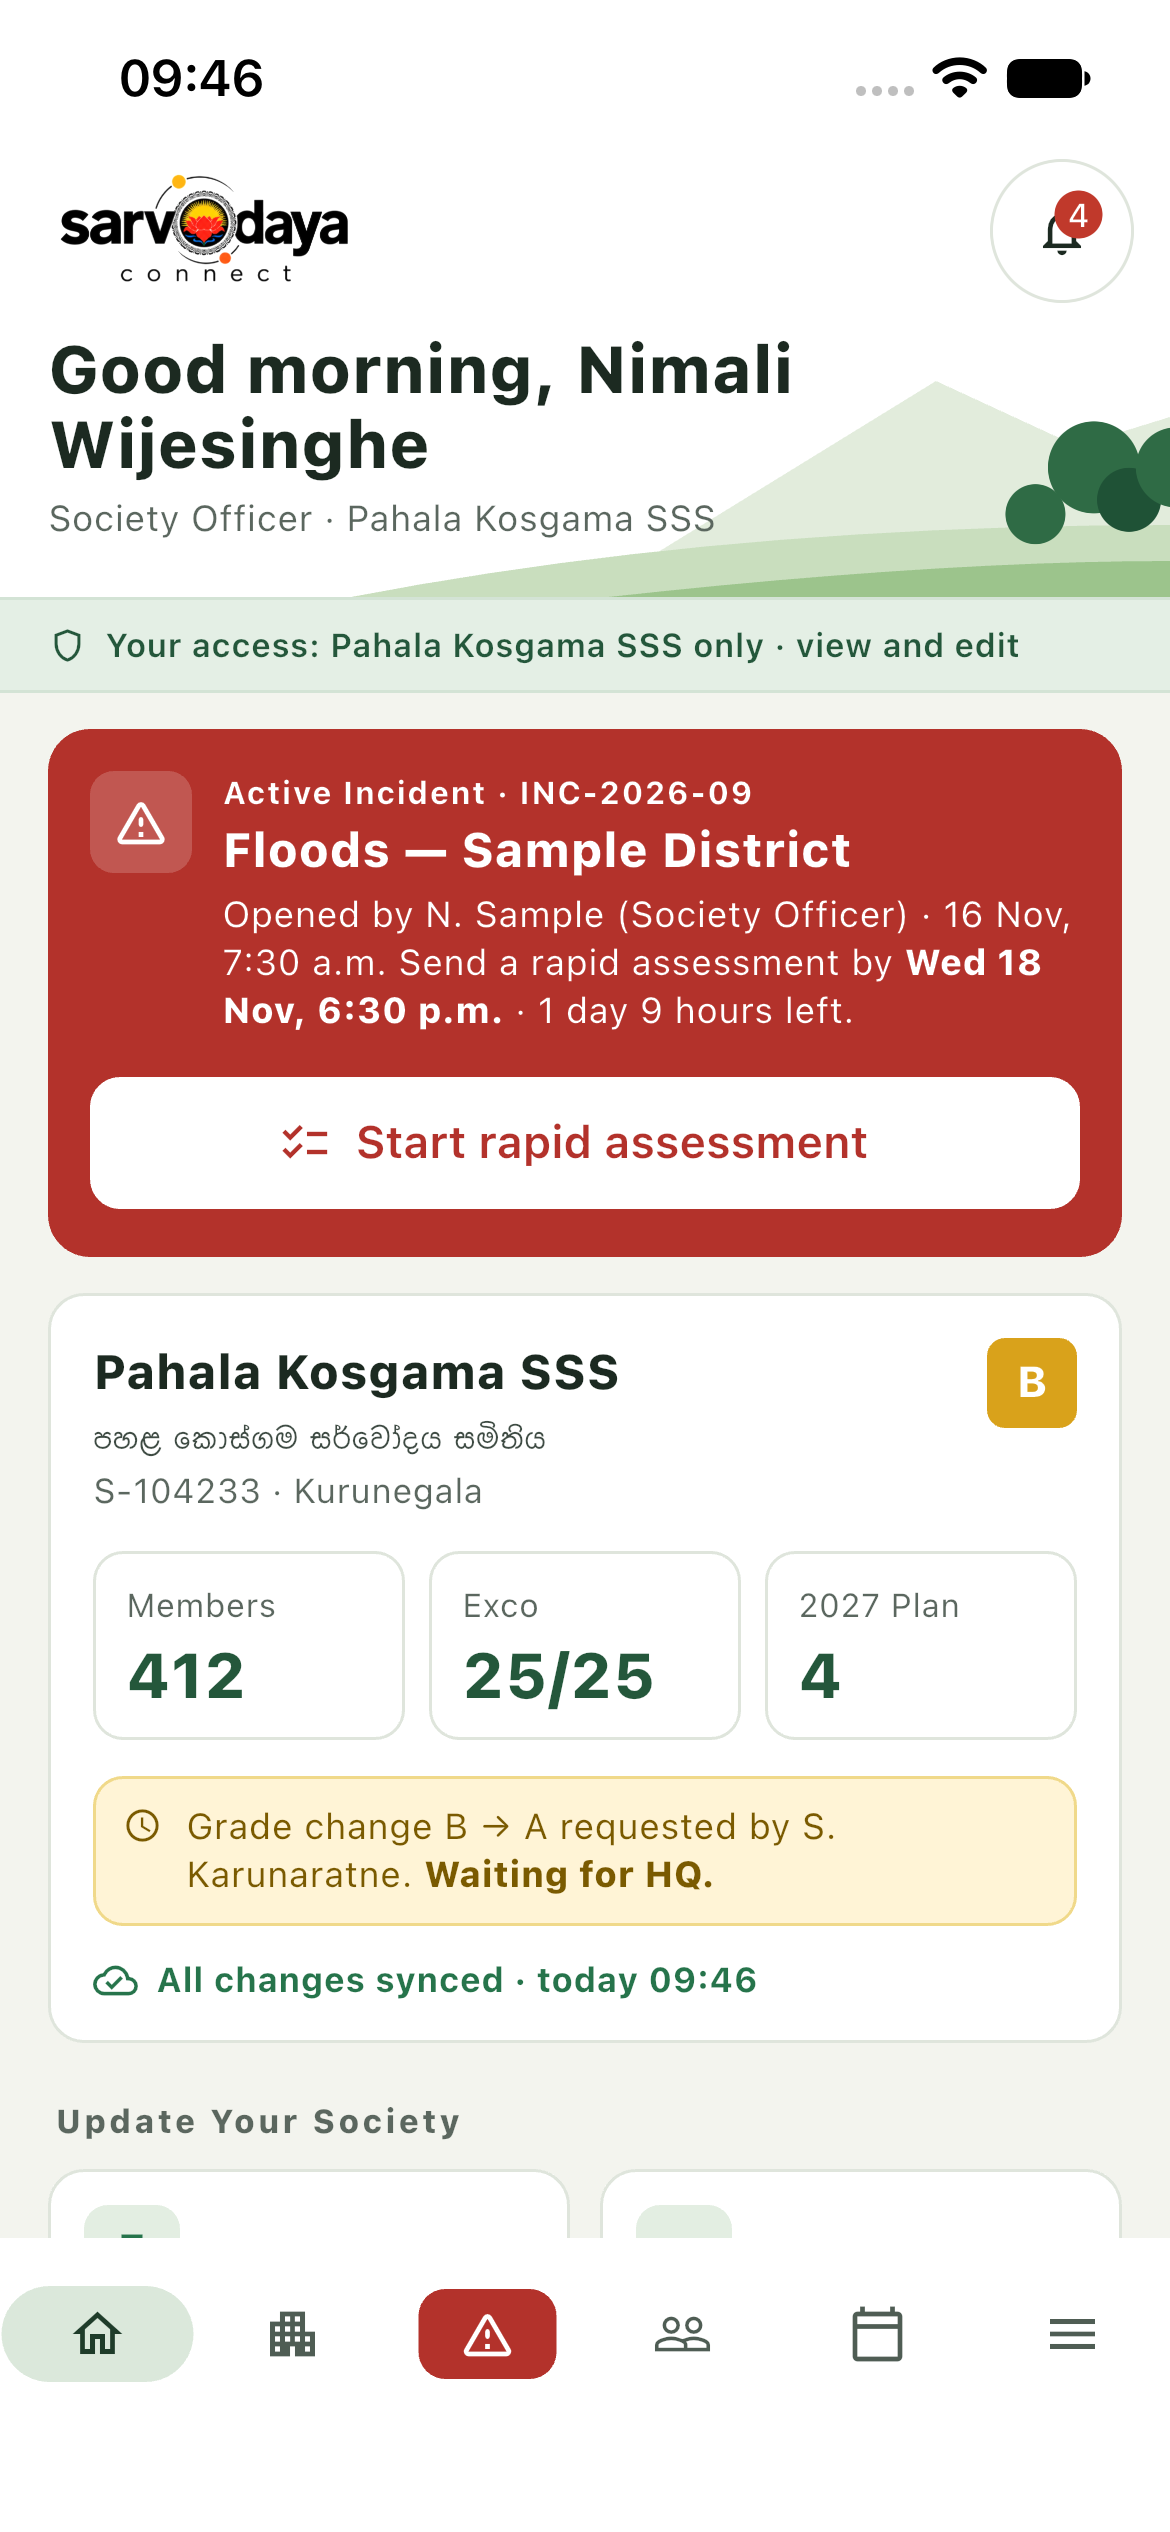 09:46
sarvodaya
connect
4
Good morning, Nimali
Wijesinghe
Society Officer · Pahala Kosgama SSS
Your access: Pahala Kosgama SSS only · view and edit
Active Incident · INC-2026-09
Floods — Sample District
Opened by N. Sample (Society Officer) · 16 Nov,
7:30 a.m. Send a rapid assessment by Wed 18
Nov, 6:30 p.m. · 1 day 9 hours left.
Start rapid assessment
Pahala Kosgama SSS
B
පහළ කොස්ගම සර්වෝදය සමිතිය
S-104233 · Kurunegala
Members
412
Exco
25/25
2027 Plan
4
Grade change B → A requested by S.
Karunaratne. Waiting for HQ.
All changes synced · today 09:46
Update Your Society